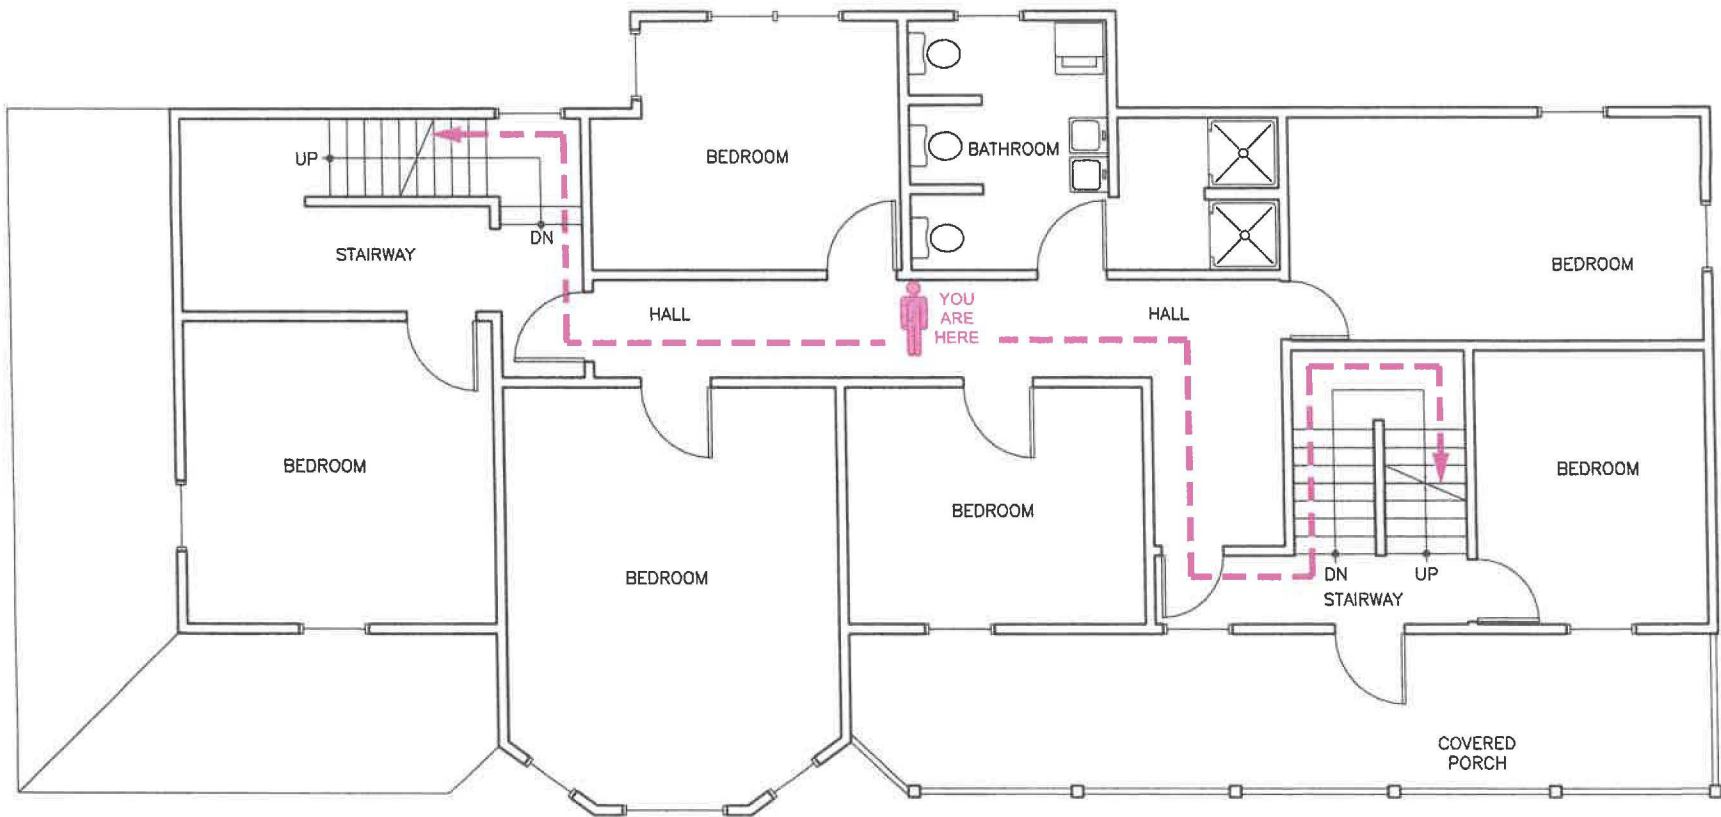 BEDROOM
BATHROOM
UP
DN
STAIRWAY
BEDROOM
HALL
YOU
ARE
HERE
HALL
BEDROOM
BEDROOM
BEDROOM
BEDROOM
BEDROOM
DN
UP
STAIRWAY
COVERED
PORCH